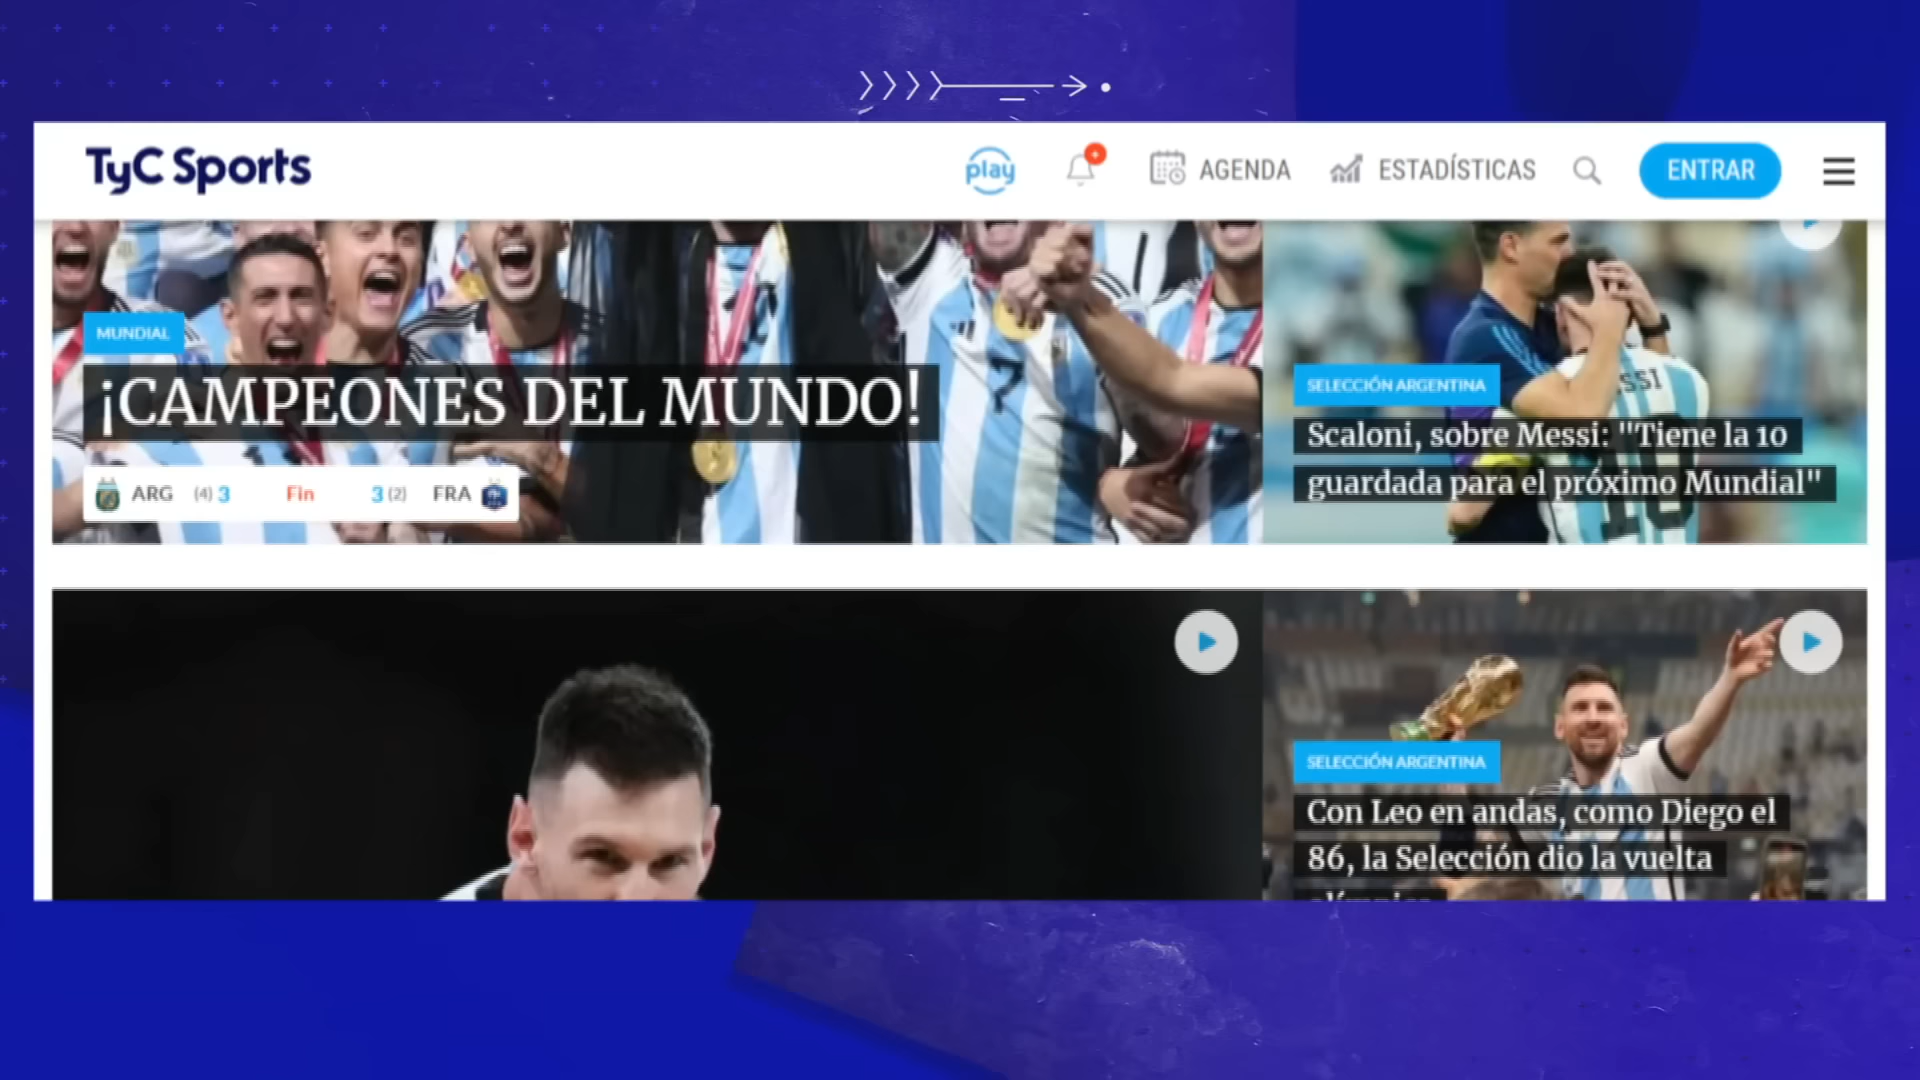 TyC Sports
play
AGENDA
ESTADÍSTICAS
ENTRAR
MUNDIAL
¡CAMPEONES DEL MUNDO!
ARG (4) 3 Fin 3 (2) FRA
7
SELECCIÓN ARGENTINA
Scaloni, sobre Messi: "Tiene la 10
guardada para el próximo Mundial"
10
SELECCIÓN ARGENTINA
Con Leo en andas, como Diego el
86, la Selección dio la vuelta